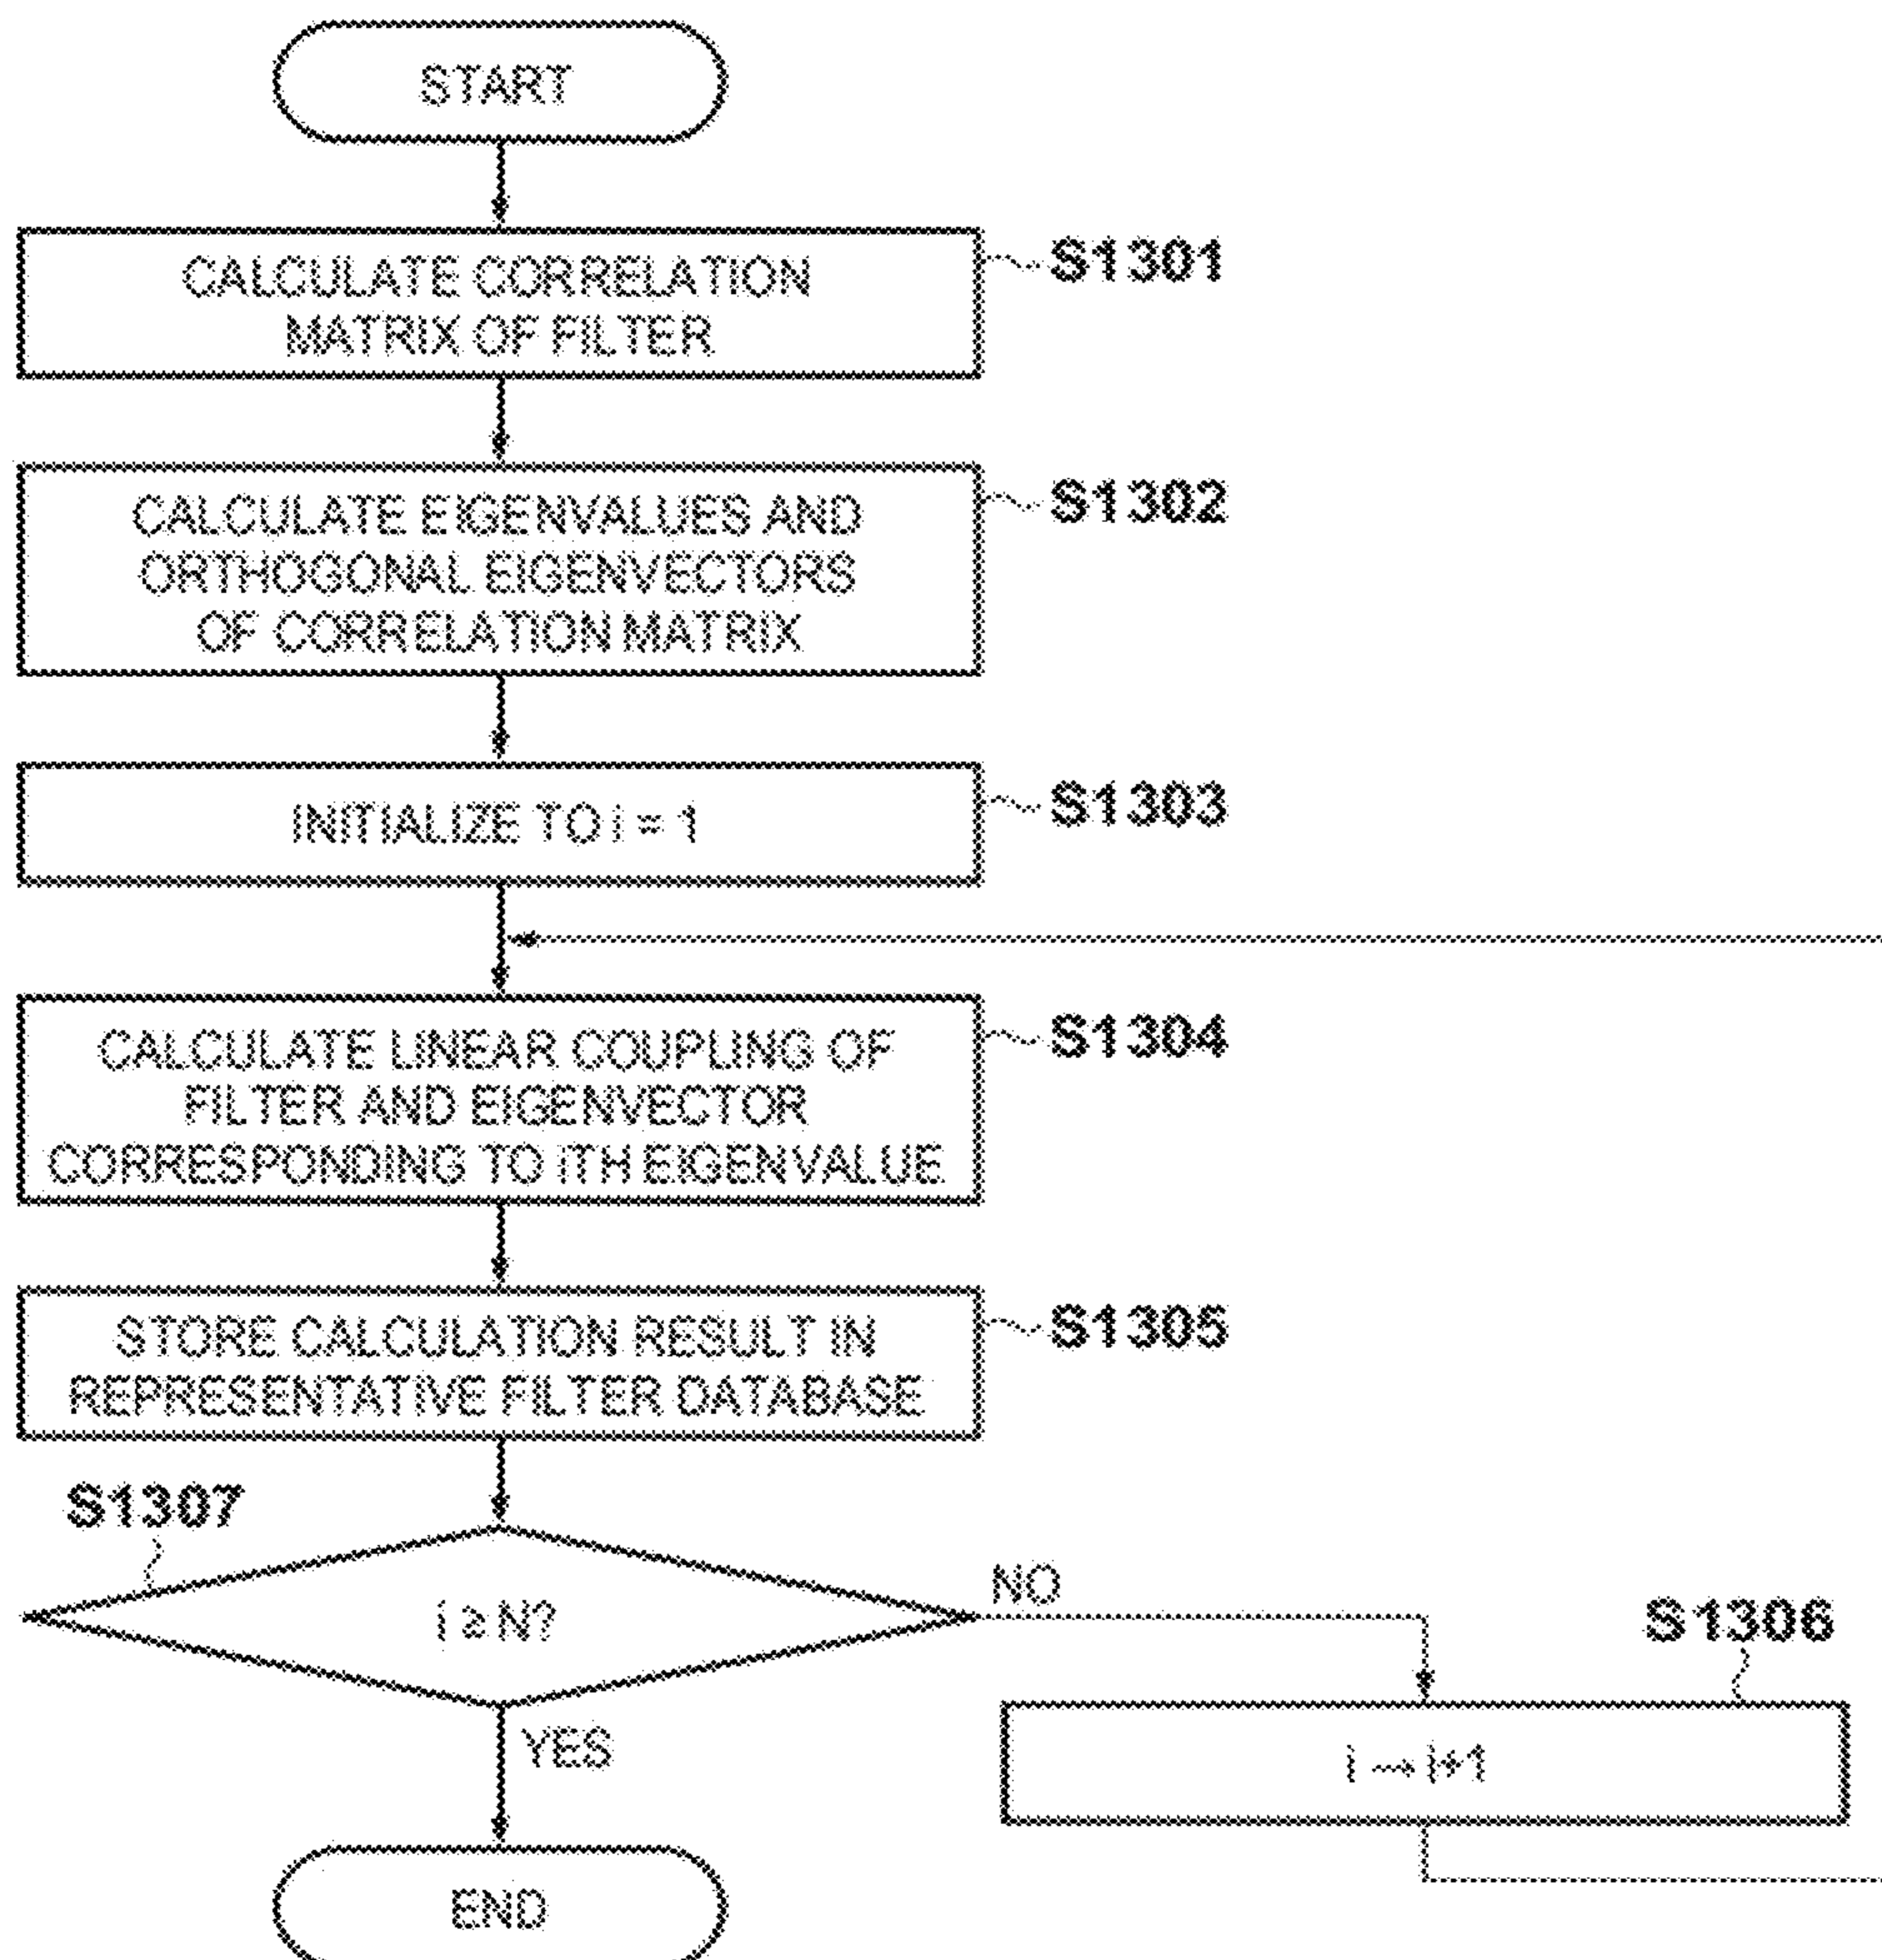 START
CALCULATE CORRELATION
MATRIX OF FILTER
S1301
CALCULATE EIGENVALUES AND
ORTHOGONAL EIGENVECTORS
OF CORRELATION MATRIX
S1302
INITIALIZE TO i = 1
S1303
CALCULATE LINEAR COUPLING OF
FILTER AND EIGENVECTOR
CORRESPONDING TO iTH EIGENVALUE
S1304
STORE CALCULATION RESULT IN
REPRESENTATIVE FILTER DATABASE
S1305
S1307
i ≥ N?
NO
S1306
i → i+1
YES
END